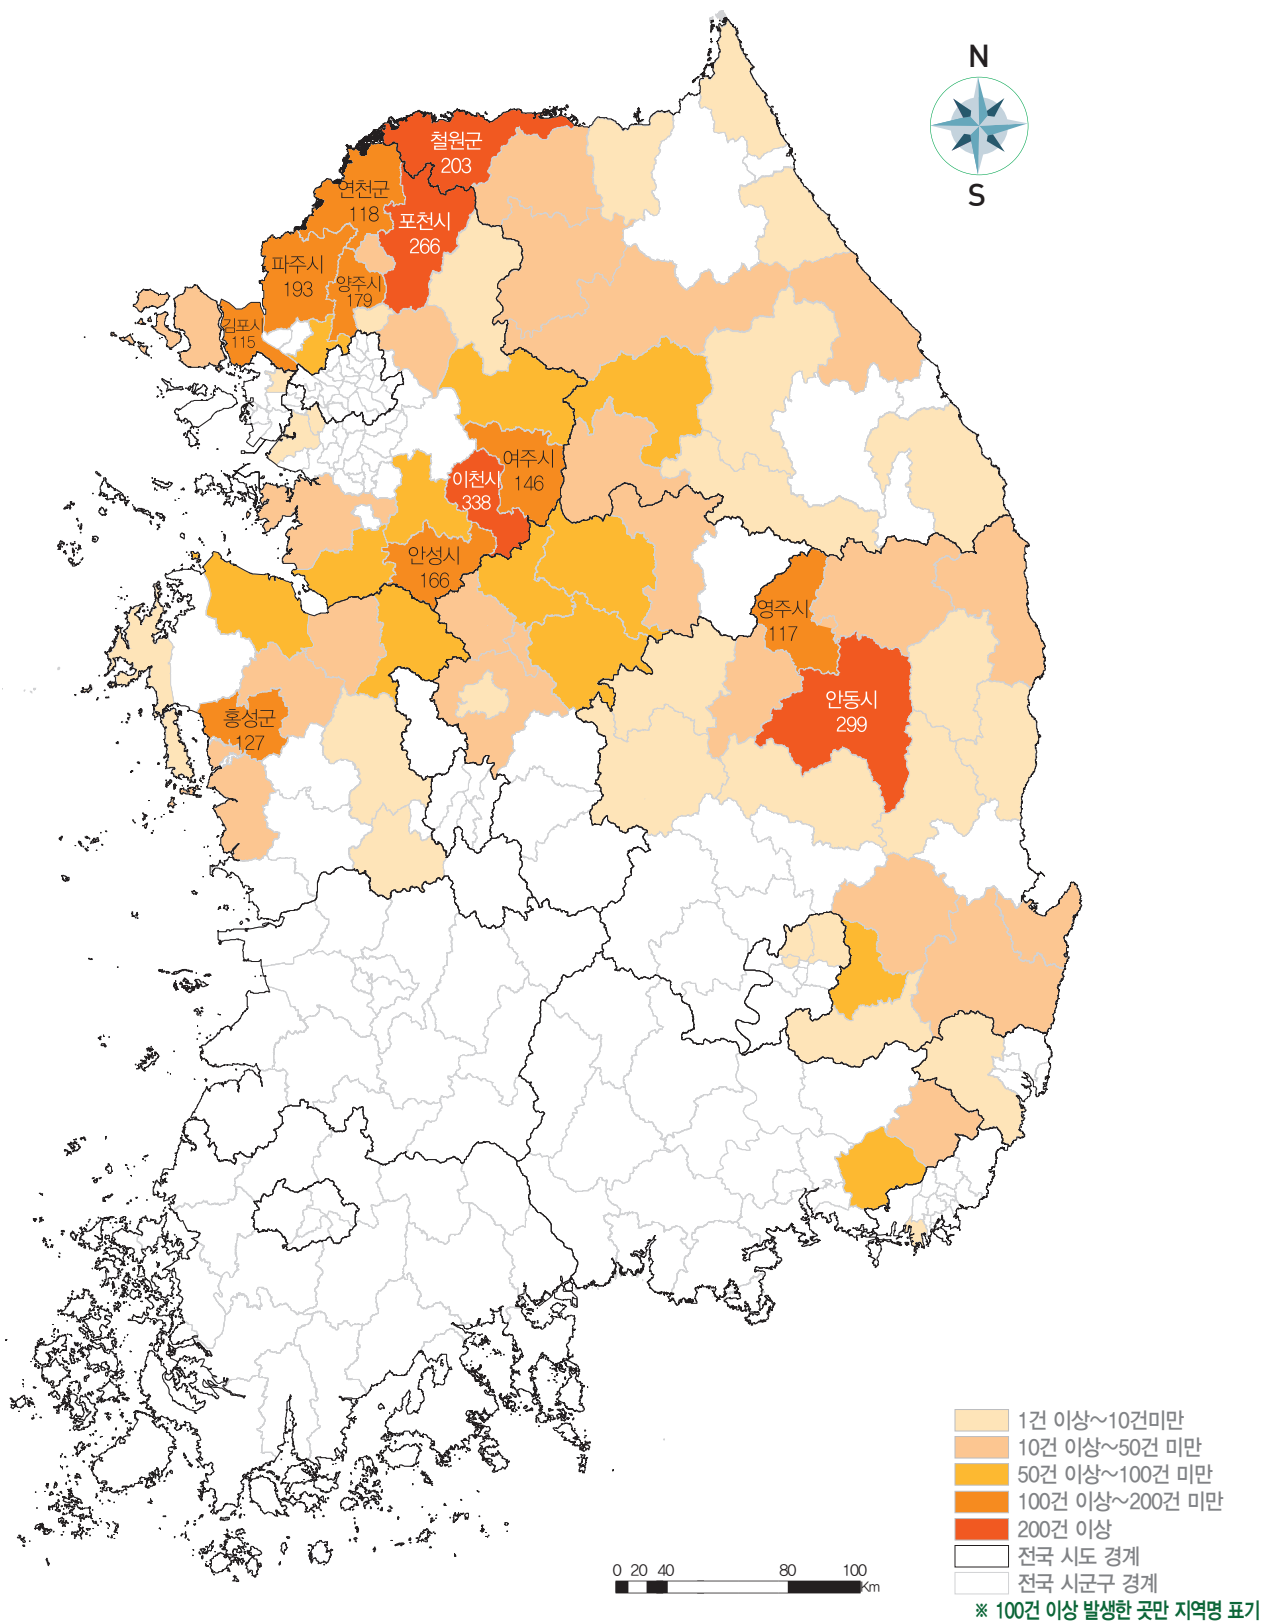 N
S
철원군
203
연천군
118
포천시
266
파주시
193
양주시
179
김포시
115
여주시
146
이천시
338
안성시
166
영주시
117
안동시
299
홍성군
127
1건 이상~10건미만
10건 이상~50건 미만
50건 이상~100건 미만
100건 이상~200건 미만
200건 이상
전국 시도 경계
전국 시군구 경계
0 20 40 80 100
Km
※ 100건 이상 발생한 곳만 지역명 표기